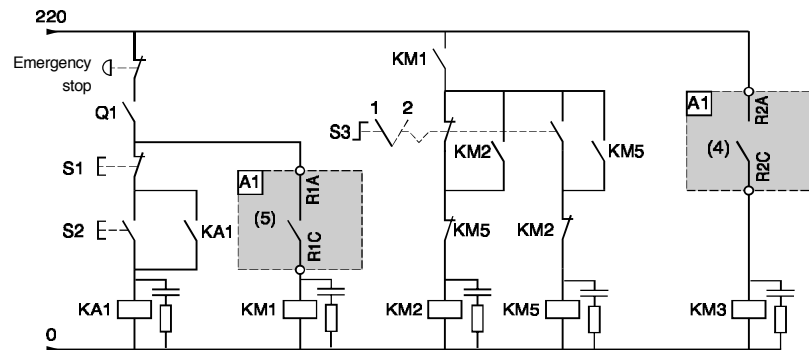 220
Emergency
stop
KM1
Q1
1 2
S3
A1
R2A
(4)
R2C
KM2
KM5
S1
A1
R1A
(5)
R1C
S2
KA1
KM5
KM2
KA1
KM1
KM2
KM5
KM3
0